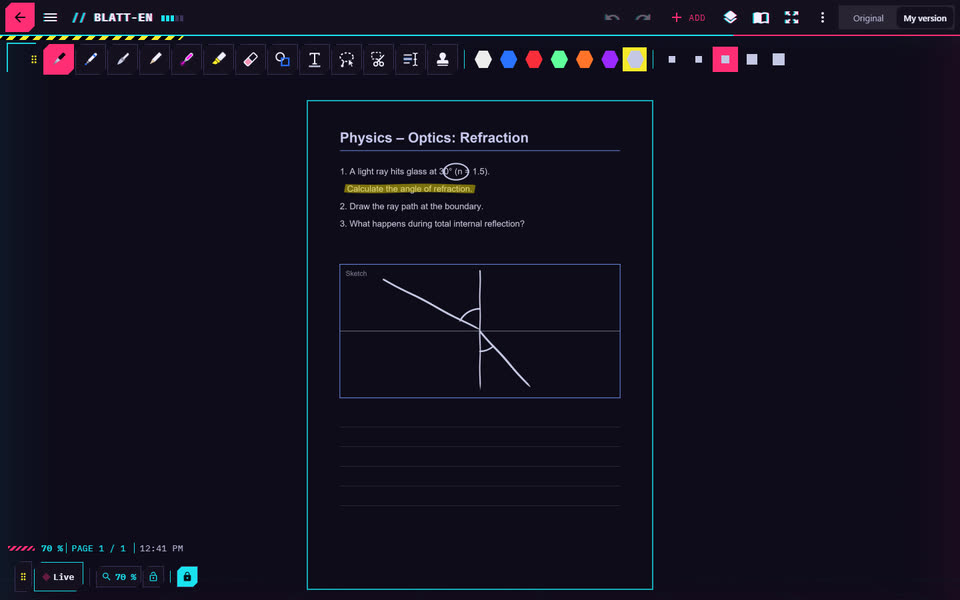 // BLATT-EN
ADD
Original
My version
Physics – Optics: Refraction
1. A light ray hits glass at 30° (n = 1.5).
Calculate the angle of refraction.
2. Draw the ray path at the boundary.
3. What happens during total internal reflection?
Sketch
70 % PAGE 1 / 1 12:41 PM
Live
70 %